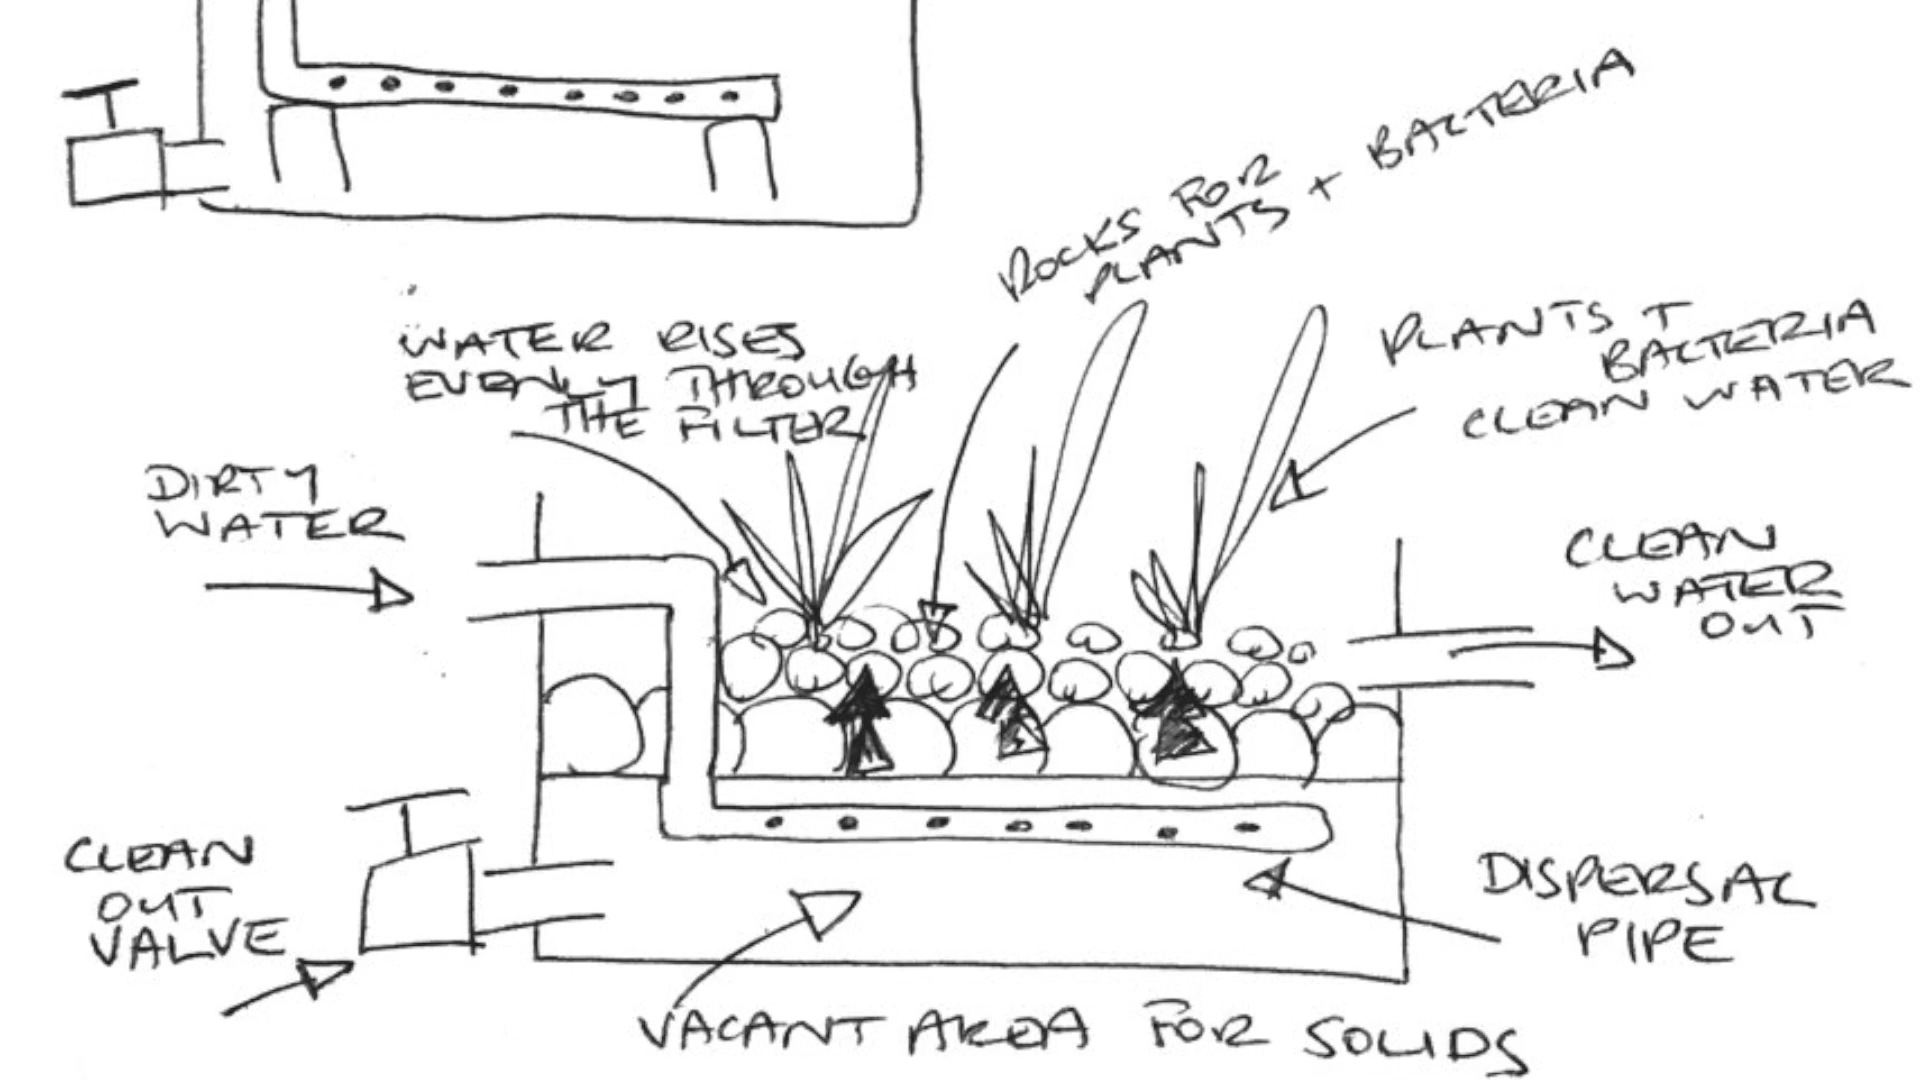 ROCKS FOR
PLANTS + BACTERIA
WATER RISES
EVENLY THROUGH
THE FILTER
PLANTS +
BACTERIA
CLEAN WATER
DIRTY
WATER
CLEAN
WATER
OUT
CLEAN
OUT
VALVE
DISPERSAL
PIPE
VACANT AREA FOR SOLIDS